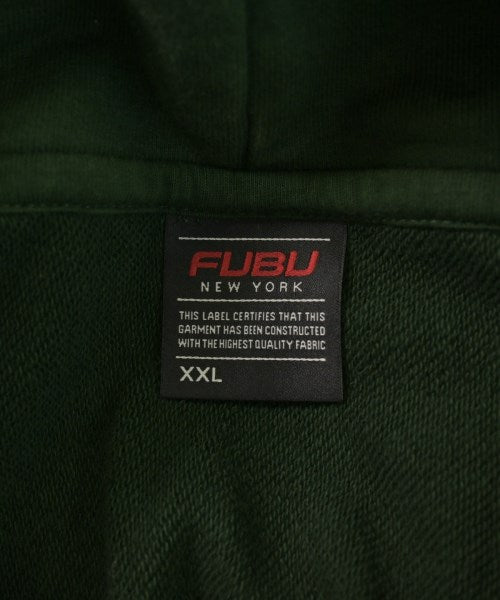 FUBU
NEW YORK
THIS LABEL CERTIFIES THAT THIS
GARMENT HAS BEEN CONSTRUCTED
WITH THE HIGHEST QUALITY FABRIC
XXL